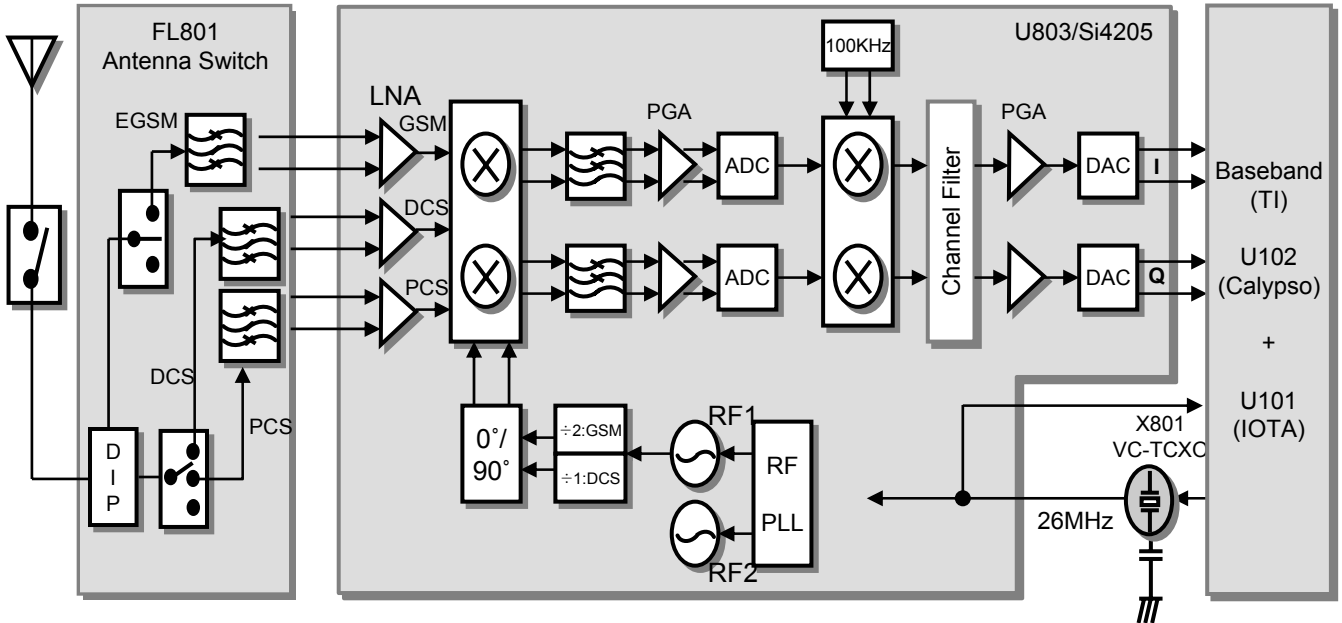 FL801
Antenna Switch
U803/Si4205
100KHz
LNA
EGSM
GSM
PGA
PGA
ADC
DAC
I
Baseband
(TI)
DCS
Channel Filter
U102
(Calypso)
PCS
ADC
DAC
Q
+
DCS
PCS
U101
(IOTA)
X801
VC-TCXO
D
I
P
0˚/
90˚
÷2:GSM
÷1:DCS
RF1
RF
PLL
26MHz
RF2